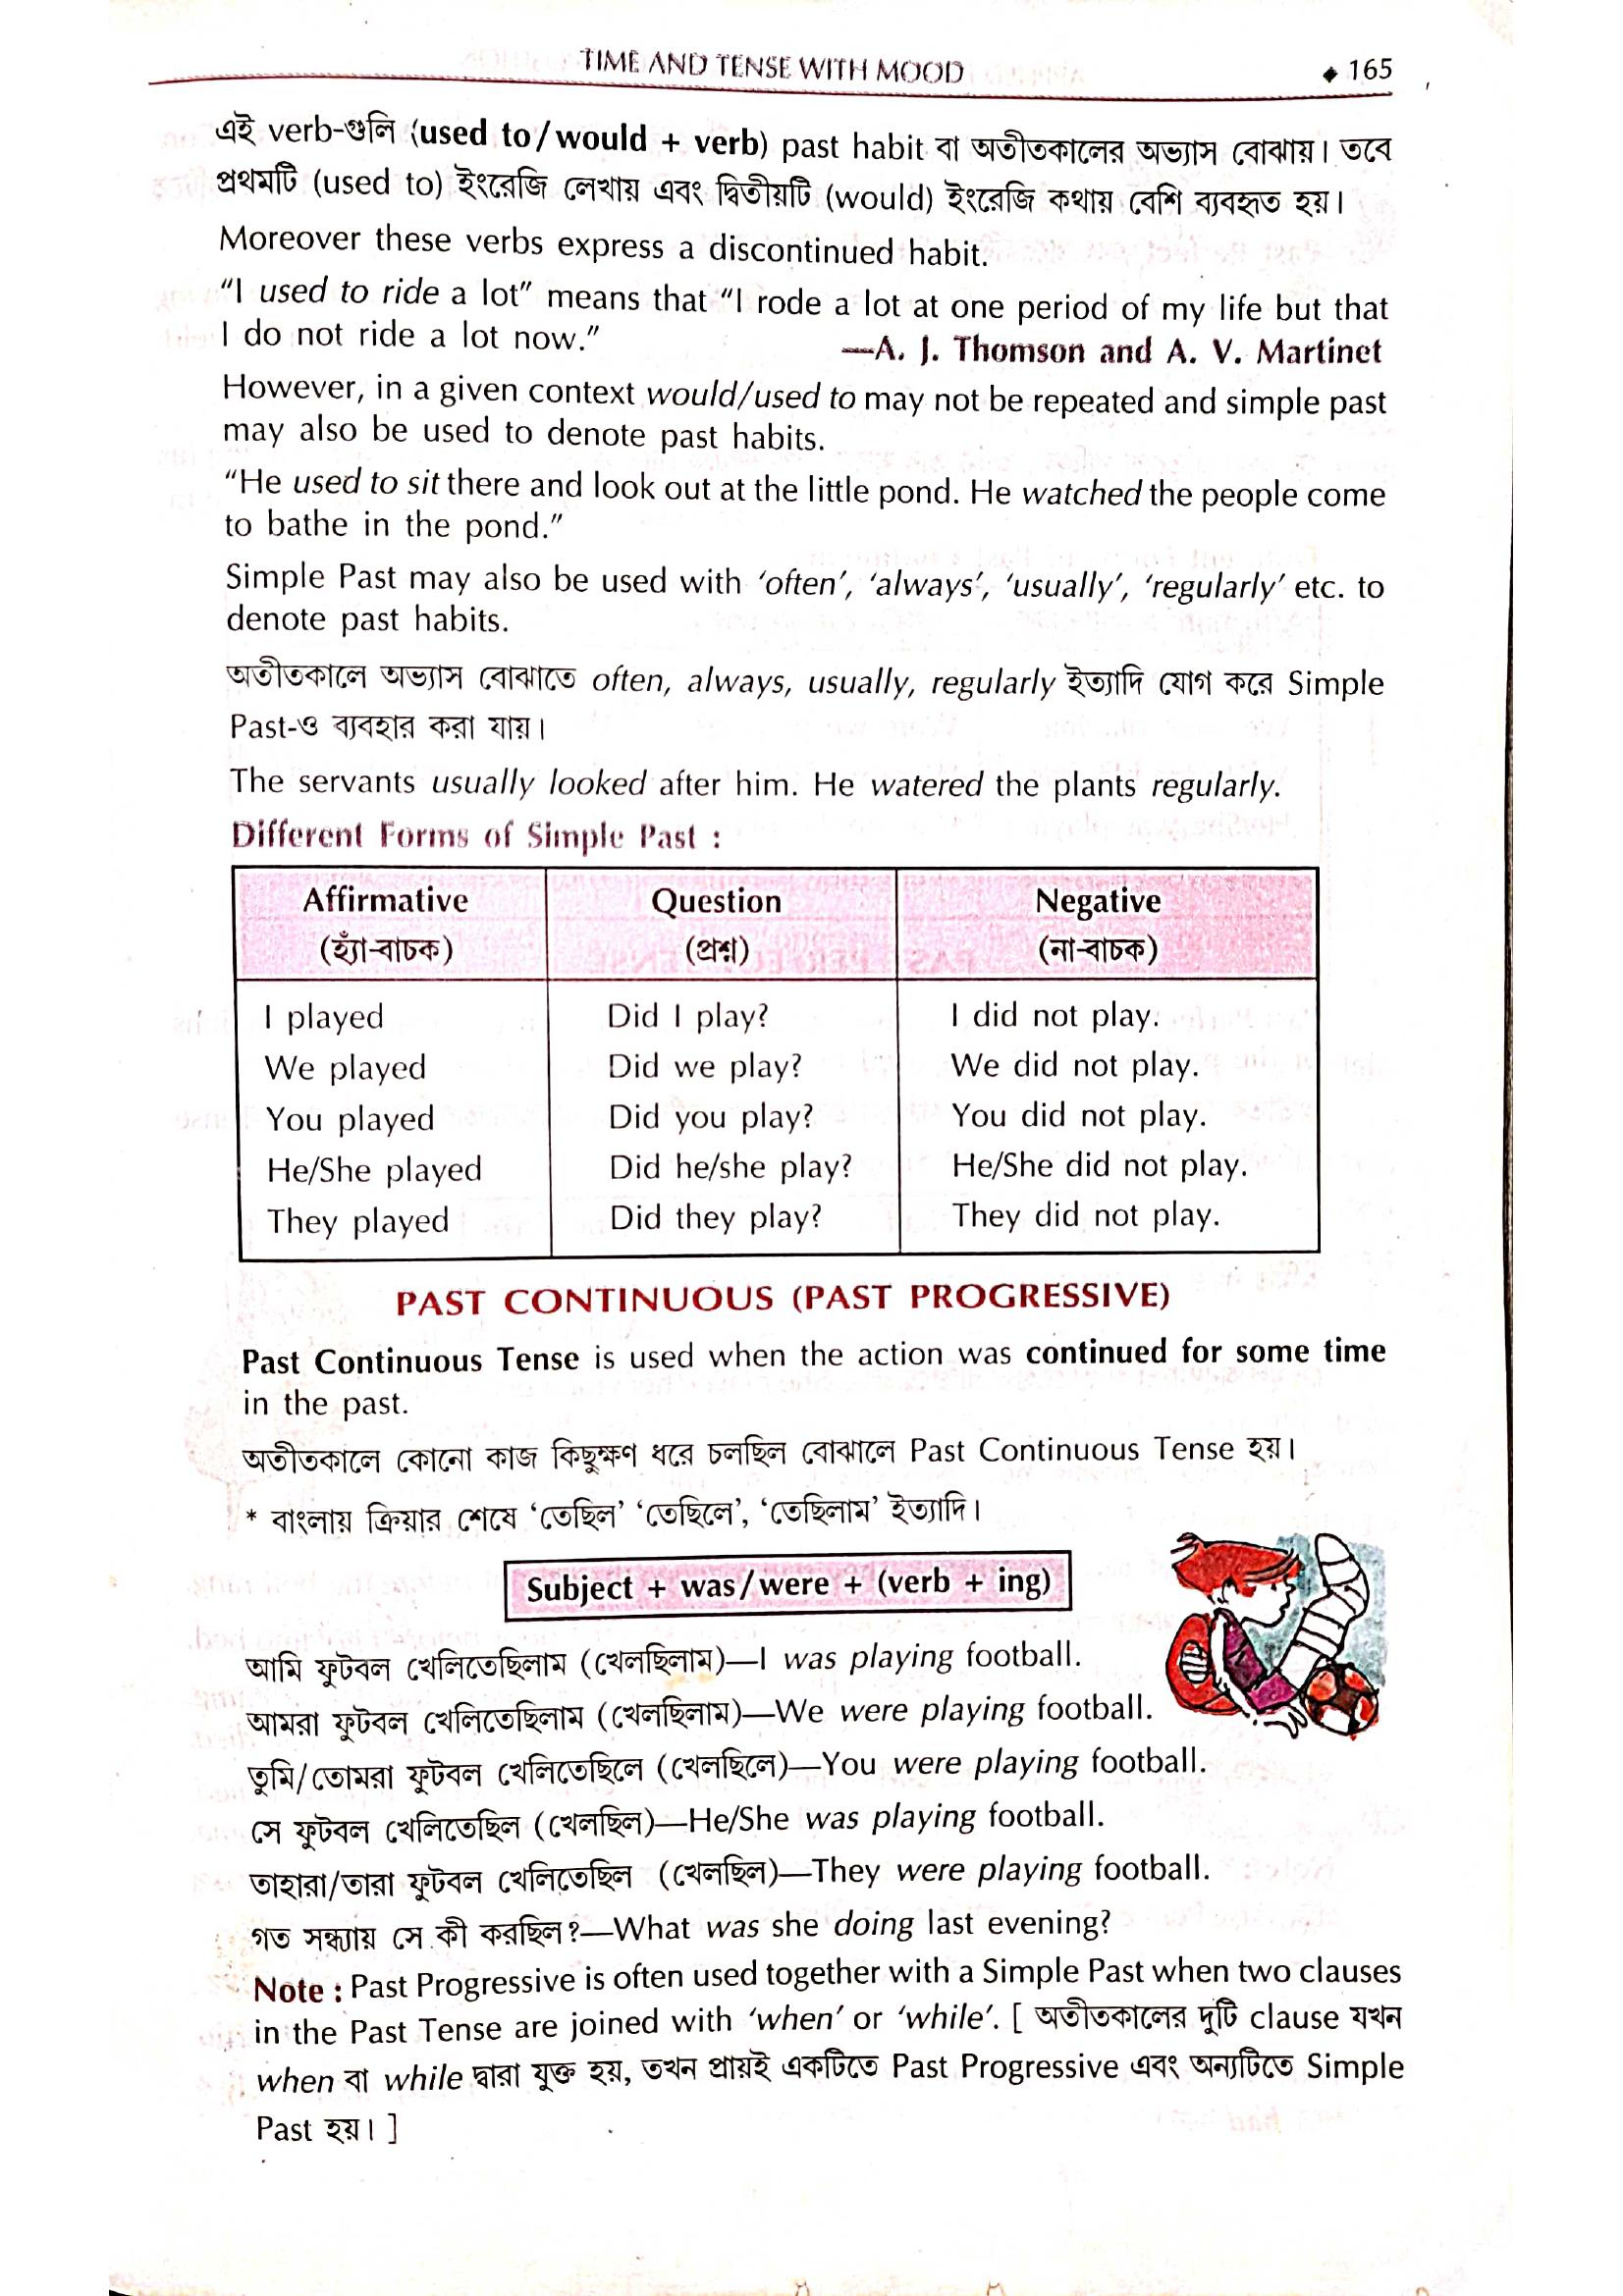 TIME AND TENSE WITH MOOD ♦ 165
এই verb-গুলি (used to/would + verb) past habit বা অতীতকালের অভ্যাস বোঝায়। তবে
প্রথমটি (used to) ইংরেজি লেখায় এবং দ্বিতীয়টি (would) ইংরেজি কথায় বেশি ব্যবহৃত হয়।
Moreover these verbs express a discontinued habit.
“I used to ride a lot” means that “I rode a lot at one period of my life but that
I do not ride a lot now.” —A. J. Thomson and A. V. Martinet
However, in a given context would/used to may not be repeated and simple past
may also be used to denote past habits.
“He used to sit there and look out at the little pond. He watched the people come
to bathe in the pond.”
Simple Past may also be used with ‘often’, ‘always’, ‘usually’, ‘regularly’ etc. to
denote past habits.
অতীতকালে অভ্যাস বোঝাতে often, always, usually, regularly ইত্যাদি যোগ করে Simple
Past-ও ব্যবহার করা যায়।
The servants usually looked after him. He watered the plants regularly.
Different Forms of Simple Past :
Affirmative Question Negative
(হ্যাঁ-বাচক) (প্রশ্ন) (না-বাচক)
I played Did I play? I did not play.
We played Did we play? We did not play.
You played Did you play? You did not play.
He/She played Did he/she play? He/She did not play.
They played Did they play? They did not play.
PAST CONTINUOUS (PAST PROGRESSIVE)
Past Continuous Tense is used when the action was continued for some time
in the past.
অতীতকালে কোনো কাজ কিছুক্ষণ ধরে চলছিল বোঝালে Past Continuous Tense হয়।
* বাংলায় ক্রিয়ার শেষে ‘তেছিল’ ‘তেছিলে’, ‘তেছিলাম’ ইত্যাদি।
Subject + was/were + (verb + ing)
আমি ফুটবল খেলিতেছিলাম (খেলছিলাম)—I was playing football.
আমরা ফুটবল খেলিতেছিলাম (খেলছিলাম)—We were playing football.
তুমি/তোমরা ফুটবল খেলিতেছিলে (খেলছিলে)—You were playing football.
সে ফুটবল খেলিতেছিল (খেলছিল)—He/She was playing football.
তাহারা/তারা ফুটবল খেলিতেছিল (খেলছিল)—They were playing football.
গত সন্ধ্যায় সে কী করছিল?—What was she doing last evening?
Note : Past Progressive is often used together with a Simple Past when two clauses
in the Past Tense are joined with ‘when’ or ‘while’. [ অতীতকালের দুটি clause যখন
when বা while দ্বারা যুক্ত হয়, তখন প্রায়ই একটিতে Past Progressive এবং অন্যটিতে Simple
Past হয়। ]